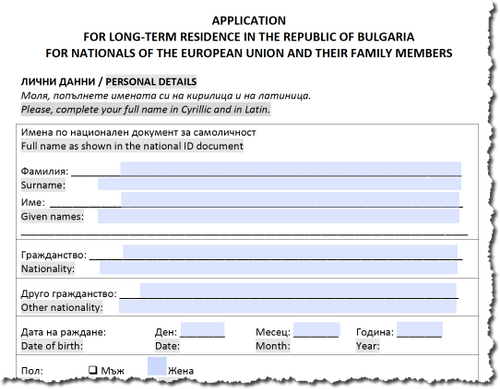 APPLICATION
FOR LONG-TERM RESIDENCE IN THE REPUBLIC OF BULGARIA
FOR NATIONALS OF THE EUROPEAN UNION AND THEIR FAMILY MEMBERS
ЛИЧНИ ДАННИ / PERSONAL DETAILS
Моля, попълнете имената си на кирилица и на латиница.
Please, complete your full name in Cyrillic and in Latin.
Имена по национален документ за самоличност
Full name as shown in the national ID document
Фамилия:
Surname:
Име:
Given names:
Гражданство:
Nationality:
Друго гражданство:
Other nationality:
Дата на раждане: Ден: Месец: Година:
Date of birth: Date: Month: Year:
Пол: Мъж Жена